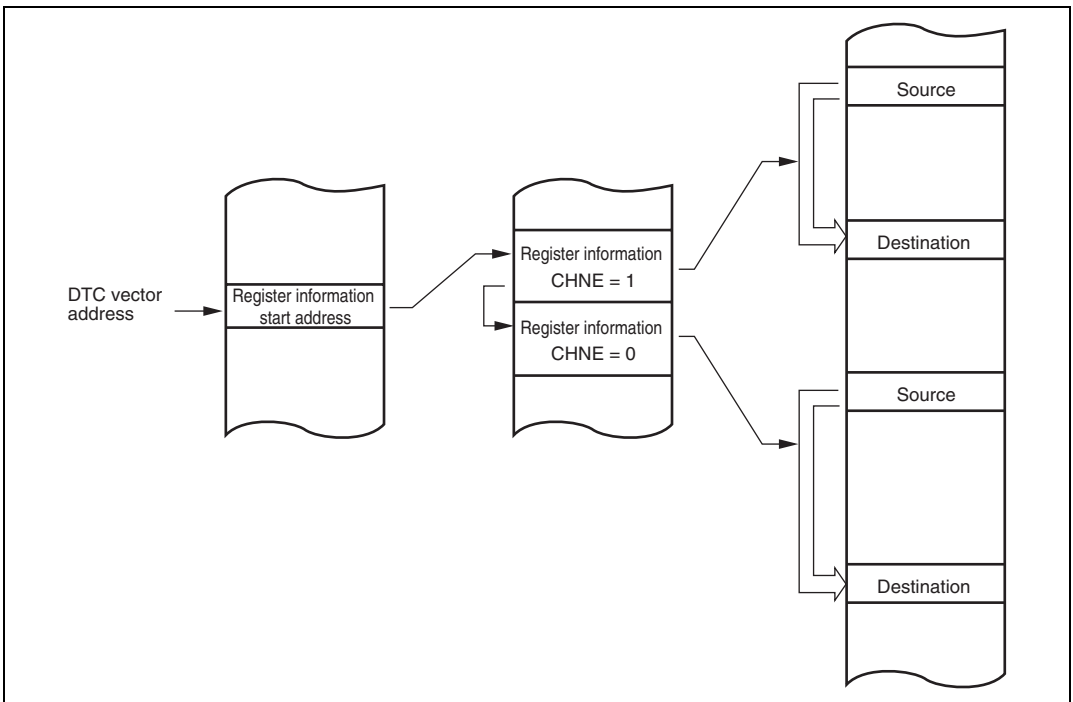 DTC vector
address
Register information
start address
Register information
CHNE = 1
Register information
CHNE = 0
Source
Destination
Source
Destination